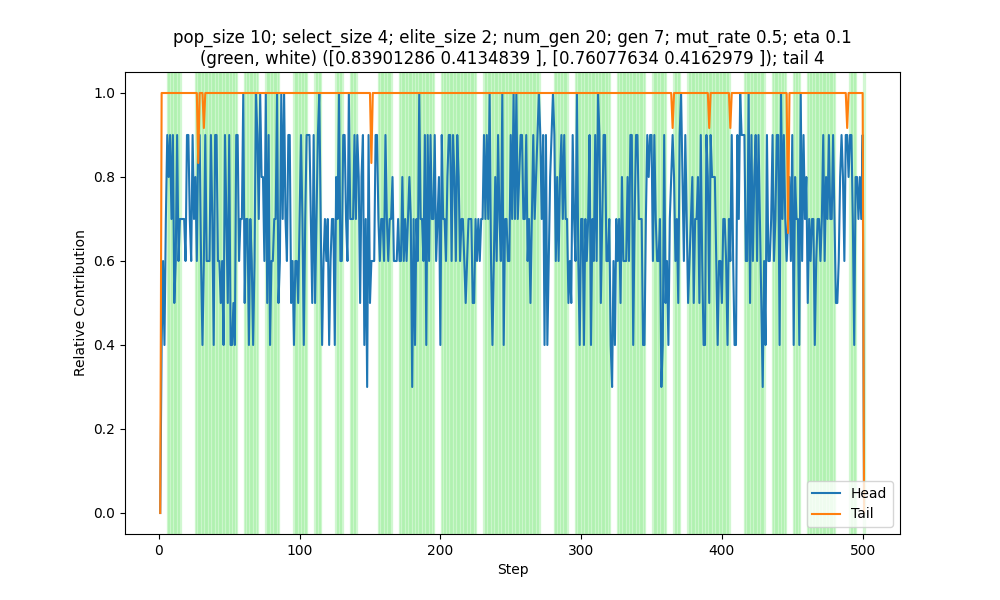 pop_size 10; select_size 4; elite_size 2; num_gen 20; gen 7; mut_rate 0.5; eta 0.1
(green, white) ([0.83901286 0.4134839 ], [0.76077634 0.4162979 ]); tail 4
1.0
0.8
0.6
0.4
0.2
0.0
Relative Contribution
Head
Tail
0
100
200
300
400
500
Step